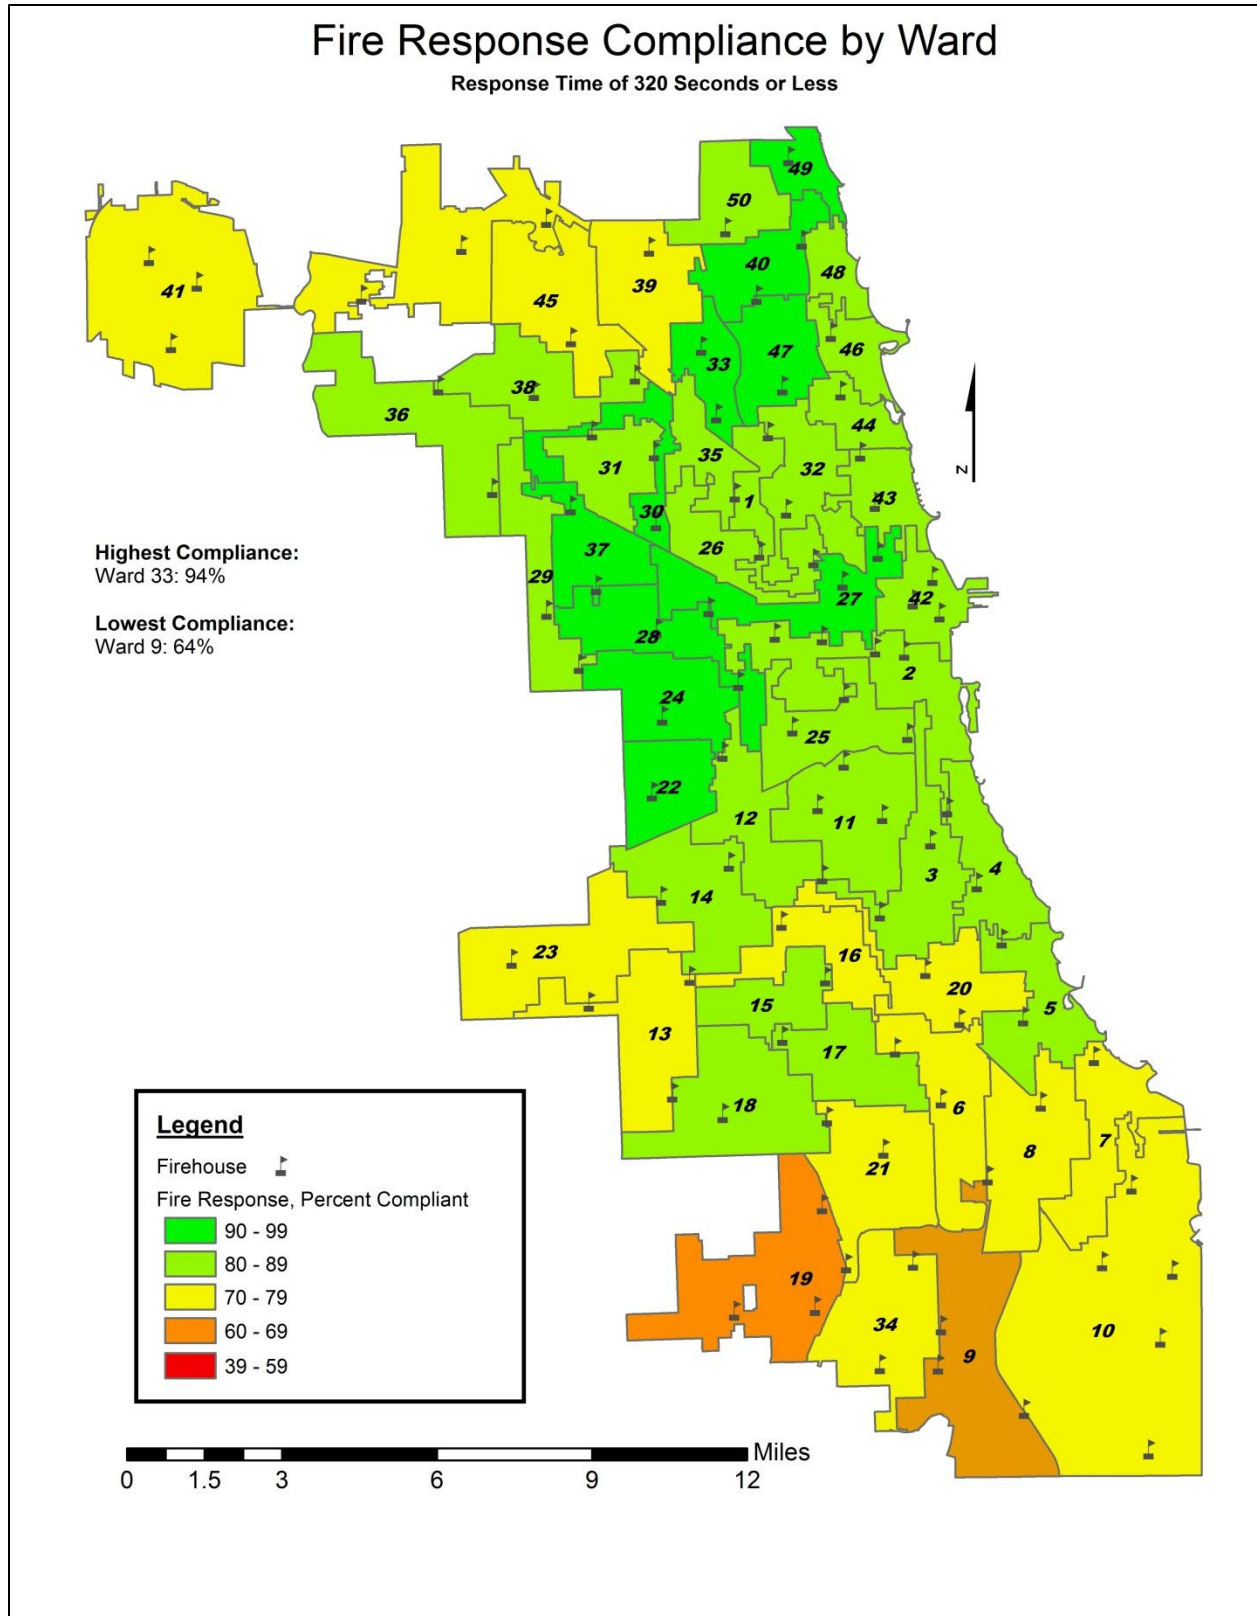 Fire Response Compliance by Ward
Response Time of 320 Seconds or Less
49
50
40
48
41
39
45
46
33
47
38
36
44
35
32
31
1
43
30
26
37
29
27
42
28
2
24
25
22
12
11
3
4
14
23
16
20
15
5
13
17
18
6
8
7
21
19
34
9
10
N
Highest Compliance:
Ward 33: 94%
Lowest Compliance:
Ward 9: 64%
Legend
Firehouse
Fire Response, Percent Compliant
90 - 99
80 - 89
70 - 79
60 - 69
39 - 59
Miles
0 1.5 3 6 9 12